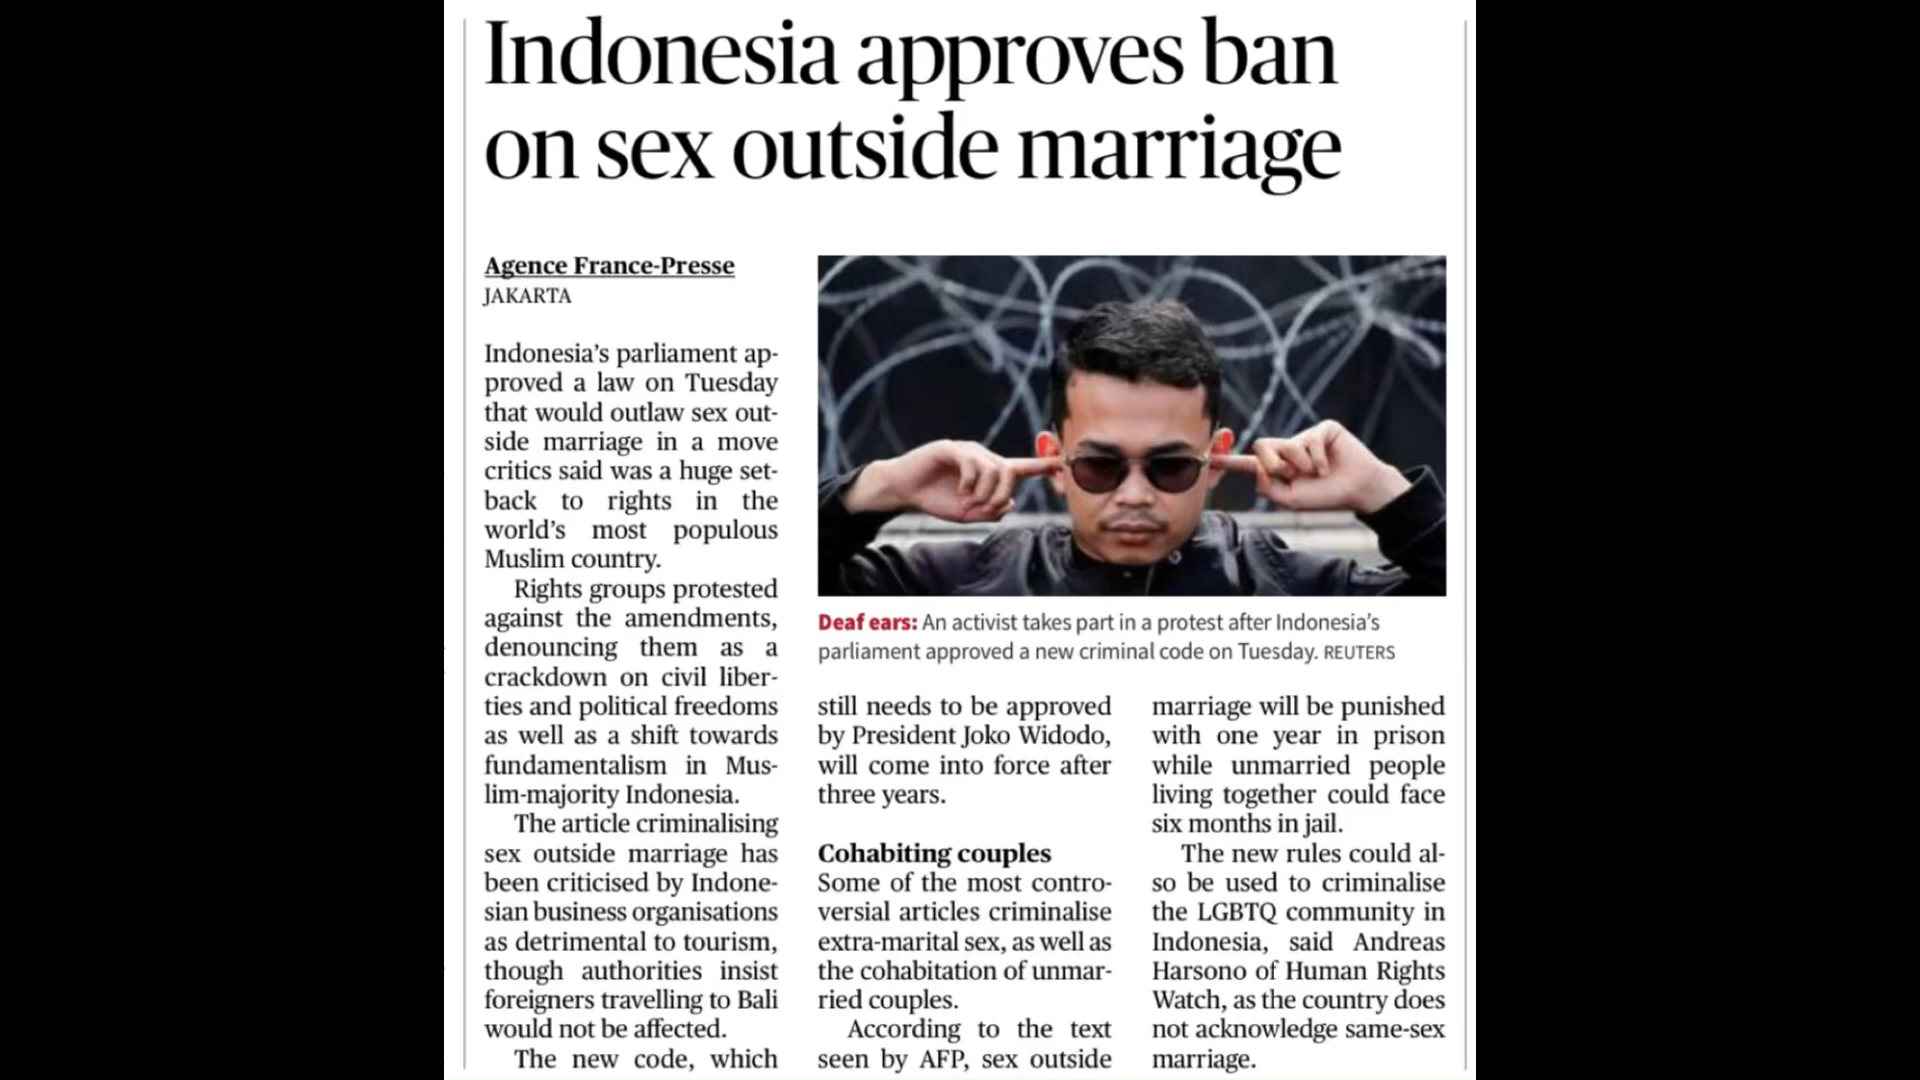 Indonesia approves ban
on sex outside marriage
Agence France-Presse
JAKARTA
Indonesia's parliament ap-
proved a law on Tuesday
that would outlaw sex out-
side marriage in a move
critics said was a huge set-
back to rights in the
world's most populous
Muslim country.
Rights groups protested
against the amendments,
denouncing them as a
crackdown on civil liber-
ties and political freedoms
as well as a shift towards
fundamentalism in Mus-
lim-majority Indonesia.
The article criminalising
sex outside marriage has
been criticised by Indone-
sian business organisations
as detrimental to tourism,
though authorities insist
foreigners travelling to Bali
would not be affected.
The new code, which
Deaf ears: An activist takes part in a protest after Indonesia's
parliament approved a new criminal code on Tuesday. REUTERS
still needs to be approved
by President Joko Widodo,
will come into force after
three years.
Cohabiting couples
Some of the most contro-
versial articles criminalise
extra-marital sex, as well as
the cohabitation of unmar-
ried couples.
According to the text
seen by AFP, sex outside
marriage will be punished
with one year in prison
while unmarried people
living together could face
six months in jail.
The new rules could al-
so be used to criminalise
the LGBTQ community in
Indonesia, said Andreas
Harsono of Human Rights
Watch, as the country does
not acknowledge same-sex
marriage.